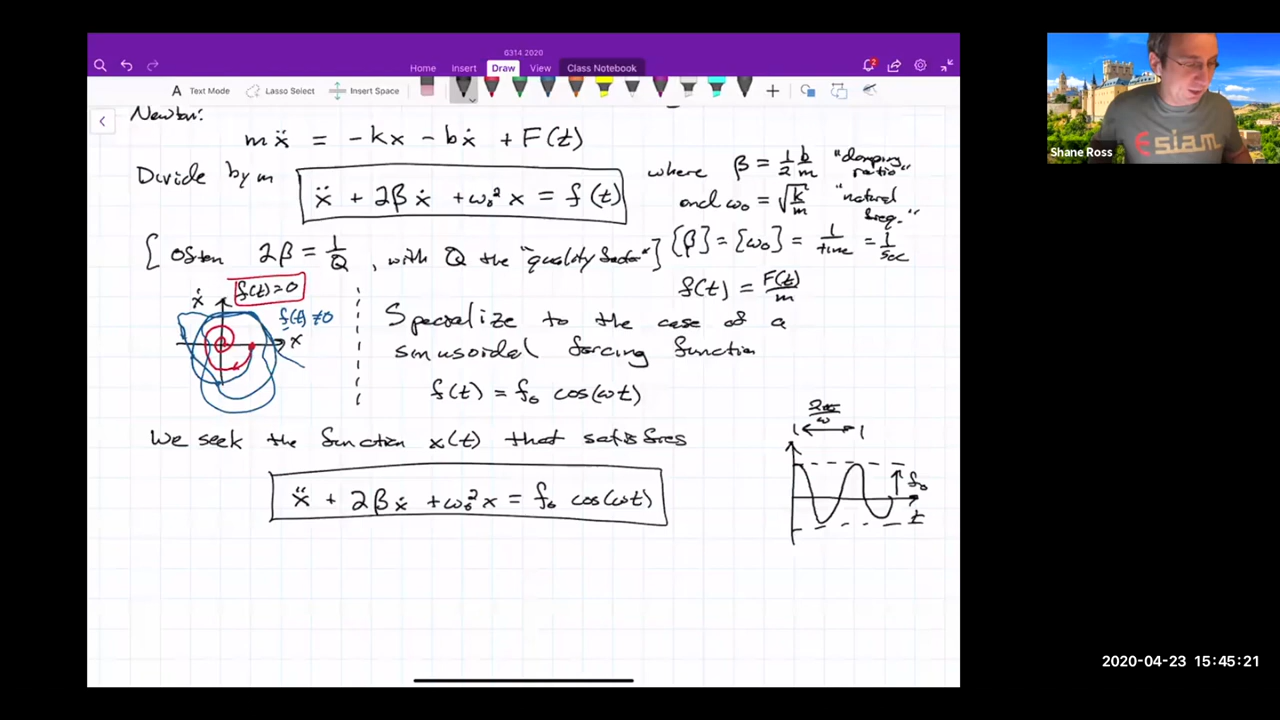 6314 2020
Home Insert Draw View Class Notebook
Text Mode Lasso Select Insert Space
2
Newton:
mẍ = -kx - bẋ + F(t)
Divide by m
ẍ + 2βẋ + ω₀²x = f(t)
where β = 1/2 b/m "damping ratio"
and ω₀ = √(k/m) "natural freq."
[Often 2β = 1/Q, with Q the "quality factor"]
[β] = [ω₀] = 1/time = 1/sec
f(t) = F(t)/m
f(t)=0
ẋ
f(t)≠0
x
Specialize to the case of a
sinusoidal forcing function
f(t) = f₀ cos(ωt)
We seek the function x(t) that satisfies
ẍ + 2βẋ + ω₀²x = f₀ cos(ωt)
2π/ω
f₀
t
Shane Ross
siam
2020-04-23 15:45:21